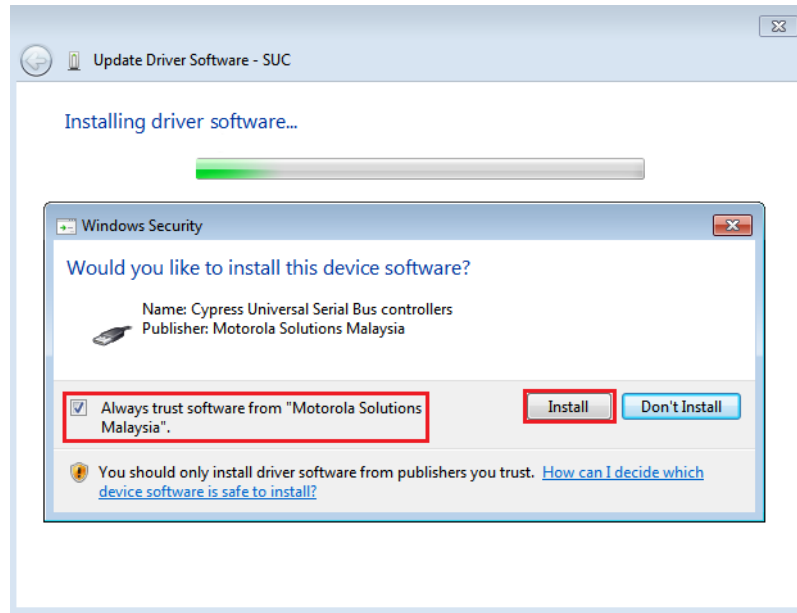 Update Driver Software - SUC
Installing driver software...
Windows Security
Would you like to install this device software?
Name: Cypress Universal Serial Bus controllers
Publisher: Motorola Solutions Malaysia
Always trust software from "Motorola Solutions
Malaysia".
Install
Don't Install
You should only install driver software from publishers you trust. How can I decide which
device software is safe to install?